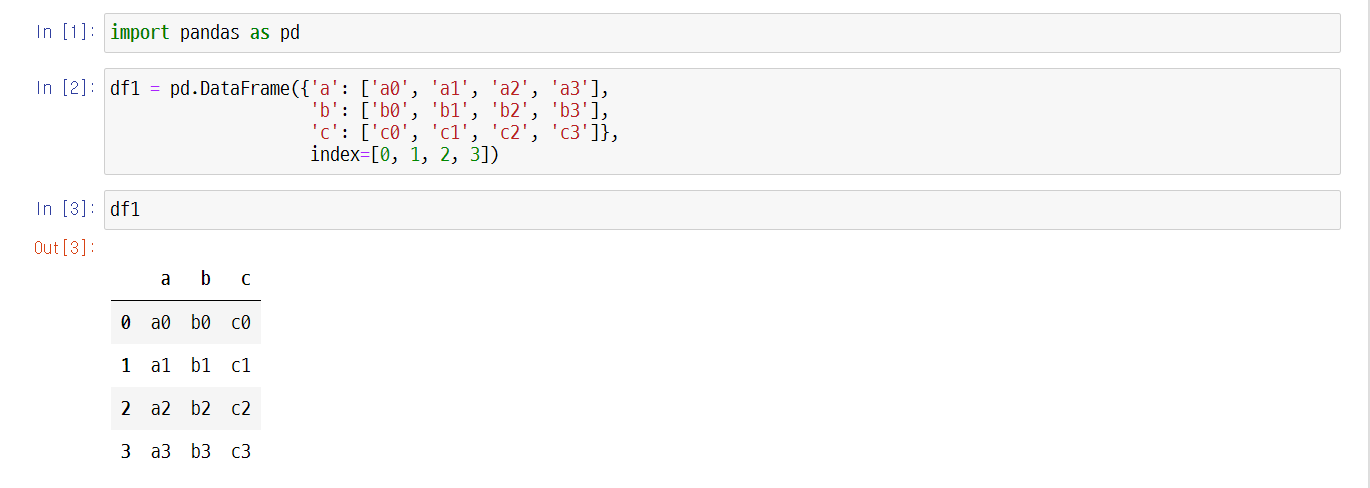 In [1]: import pandas as pd
In [2]: df1 = pd.DataFrame({'a': ['a0', 'a1', 'a2', 'a3'],
'b': ['b0', 'b1', 'b2', 'b3'],
'c': ['c0', 'c1', 'c2', 'c3']},
index=[0, 1, 2, 3])
In [3]: df1
Out[3]:
a b c
0 a0 b0 c0
1 a1 b1 c1
2 a2 b2 c2
3 a3 b3 c3